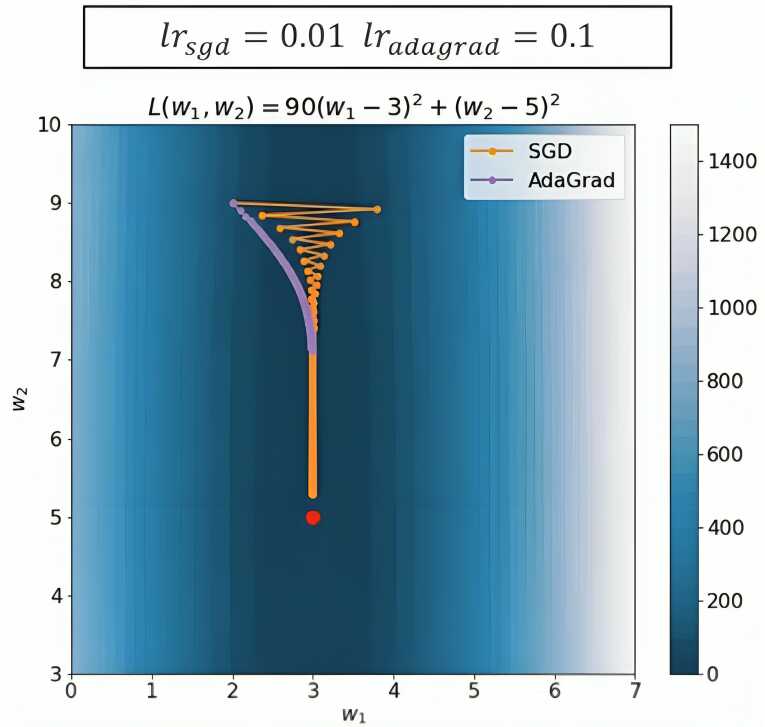 lr_sgd = 0.01 lr_adagrad = 0.1
L(w₁, w₂) = 90(w₁ − 3)² + (w₂ − 5)²
SGD
AdaGrad
10
9
8
7
6
5
4
3
w₂
0 1 2 3 4 5 6 7
w₁
1400
1200
1000
800
600
400
200
0